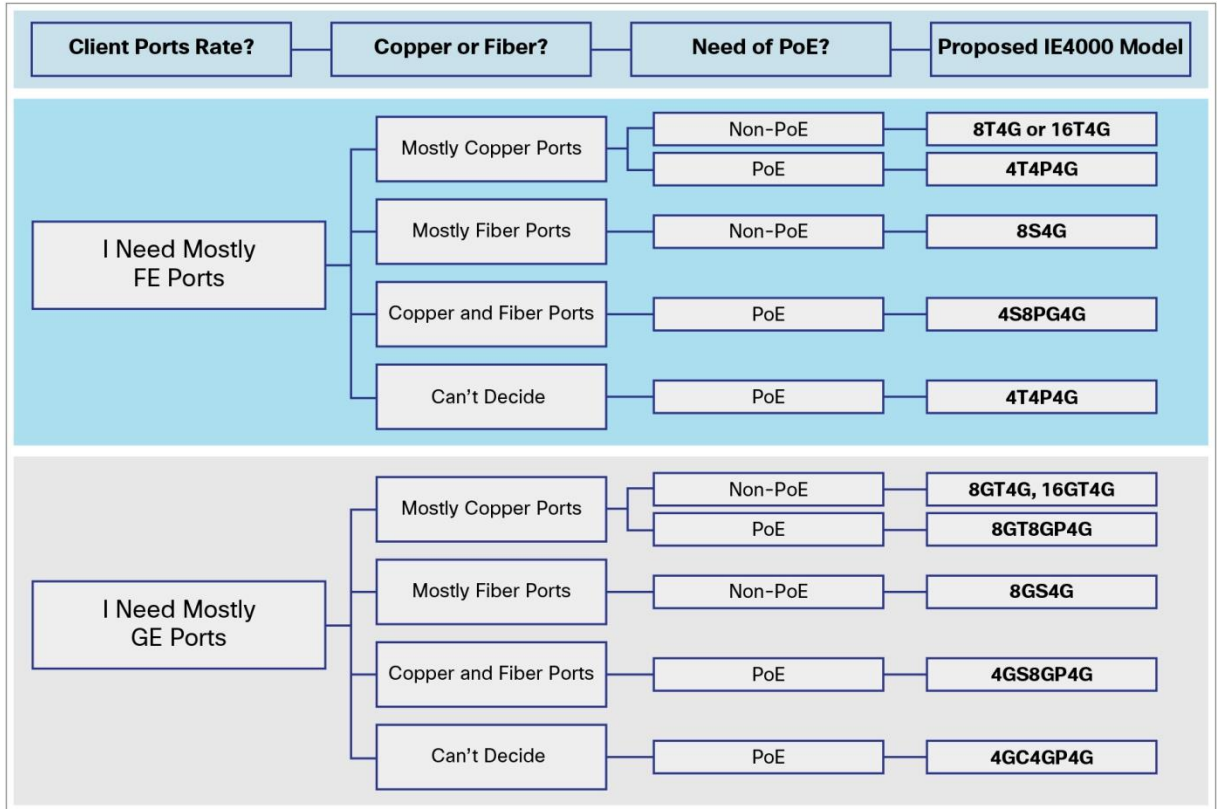 Client Ports Rate?
Copper or Fiber?
Need of PoE?
Proposed IE4000 Model
I Need Mostly
FE Ports
Mostly Copper Ports
Non-PoE
8T4G or 16T4G
PoE
4T4P4G
Mostly Fiber Ports
Non-PoE
8S4G
Copper and Fiber Ports
PoE
4S8PG4G
Can't Decide
PoE
4T4P4G
I Need Mostly
GE Ports
Mostly Copper Ports
Non-PoE
8GT4G, 16GT4G
PoE
8GT8GP4G
Mostly Fiber Ports
Non-PoE
8GS4G
Copper and Fiber Ports
PoE
4GS8GP4G
Can't Decide
PoE
4GC4GP4G